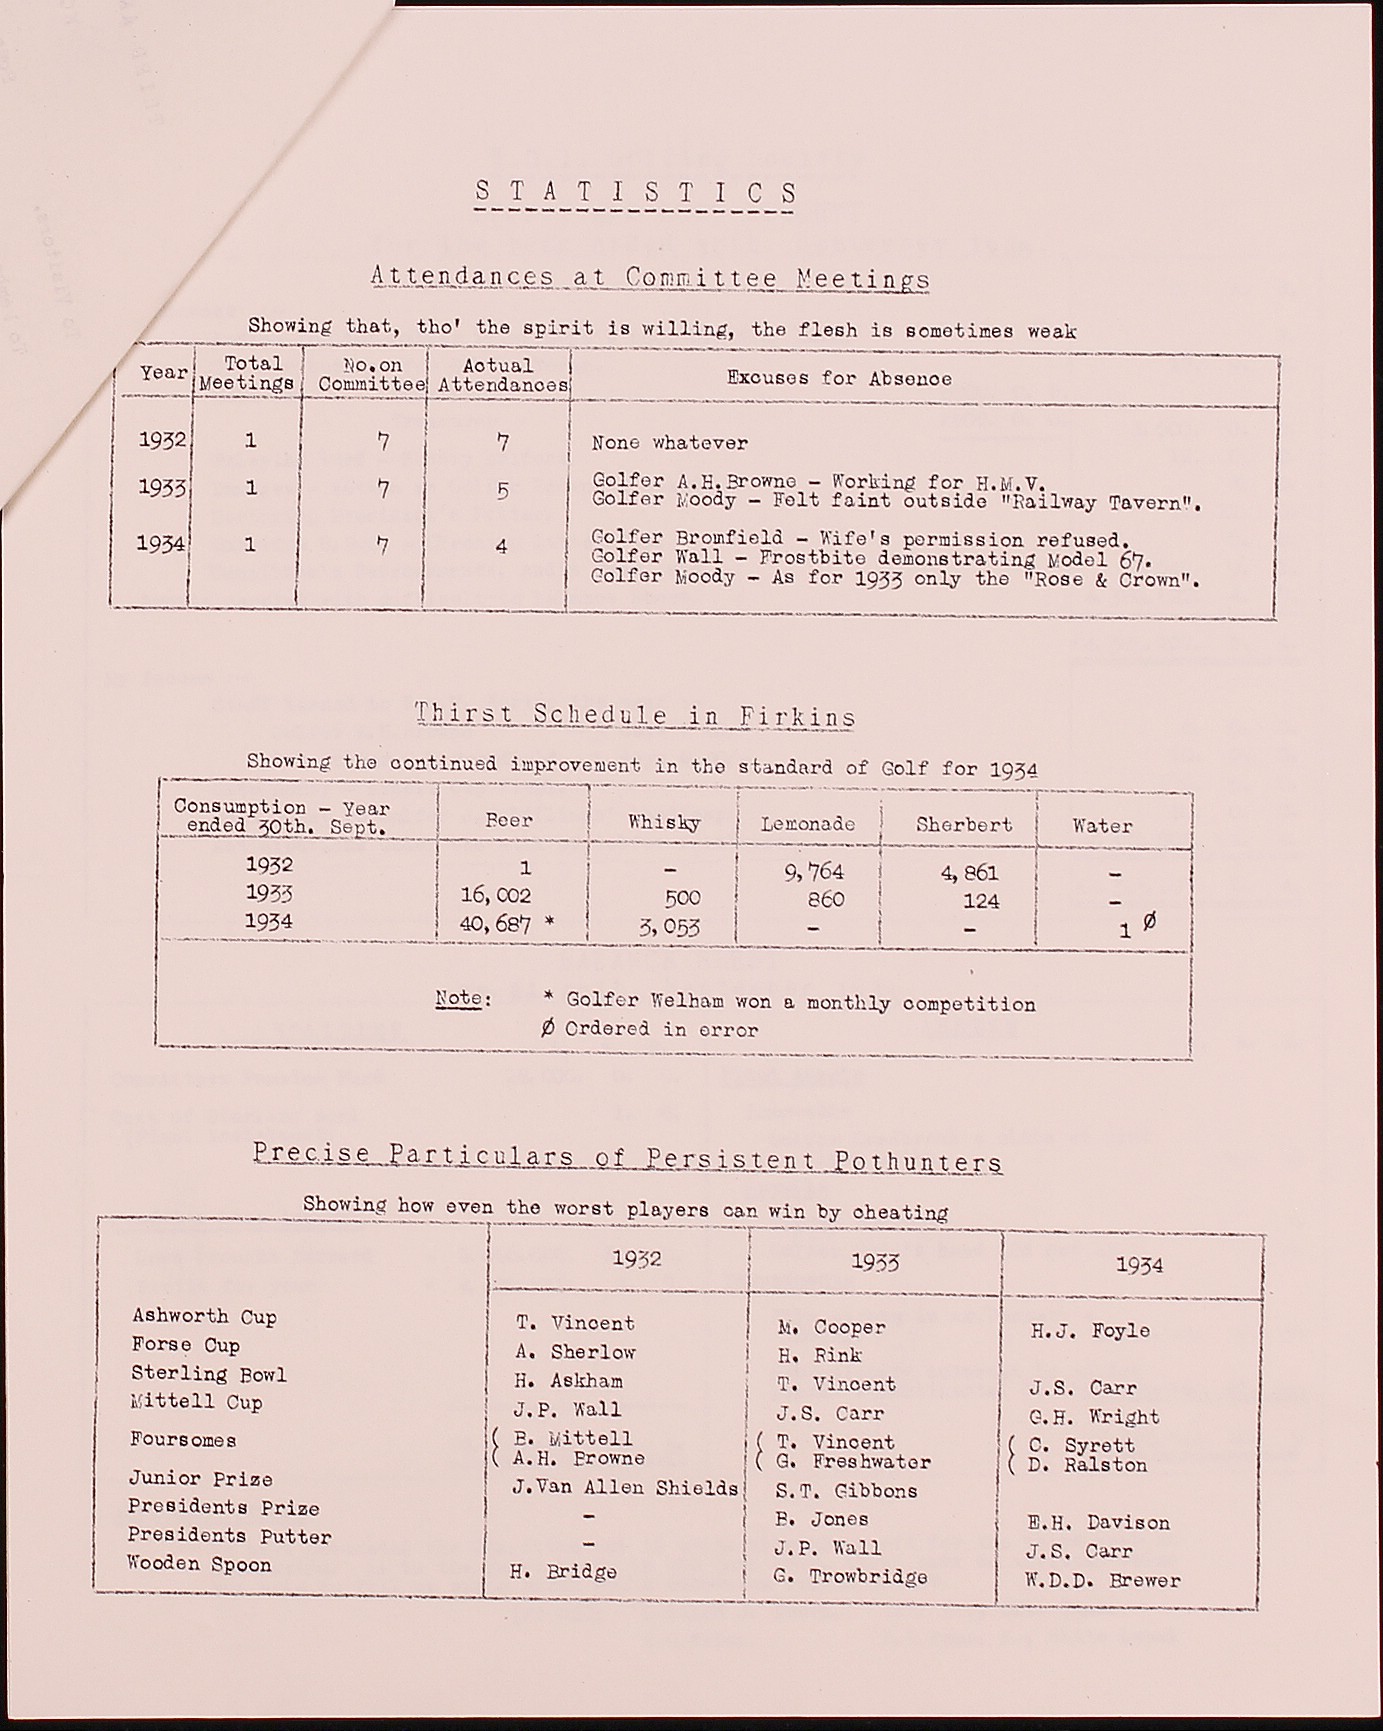 S T A T I S T I C S
Attendances at Committee Meetings
Showing that, tho' the spirit is willing, the flesh is sometimes weak
Year Total Meetings No. on Committee Actual Attendances Excuses for Absence
1932 1 7 7 None whatever
1933 1 7 5 Golfer A.H. Browne - Working for H.M.V.
Golfer Moody - Felt faint outside "Railway Tavern".
1934 1 7 4 Golfer Bromfield - Wife's permission refused.
Golfer Wall - Frostbite demonstrating Model 67.
Golfer Moody - As for 1933 only the "Rose & Crown".
Thirst Schedule in Firkins
Showing the continued improvement in the standard of Golf for 1934
Consumption - Year ended 30th. Sept. Beer Whisky Lemonade Sherbert Water
1932 1 - 9,764 4,861 -
1933 16,002 500 860 124 -
1934 40,687 * 3,053 - - 1 Ø
Note: * Golfer Welham won a monthly competition
Ø Ordered in error
Precise Particulars of Persistent Pothunters
Showing how even the worst players can win by cheating
1932 1933 1934
Ashworth Cup T. Vincent M. Cooper H.J. Foyle
Forse Cup A. Sherlow H. Rink
Sterling Bowl H. Askham T. Vincent J.S. Carr
Mittell Cup J.P. Wall J.S. Carr G.H. Wright
Foursomes ( B. Mittell ( T. Vincent ( C. Syrett
( A.H. Browne ( G. Freshwater ( D. Ralston
Junior Prize J.Van Allen Shields S.T. Gibbons
Presidents Prize - B. Jones E.H. Davison
Presidents Putter - J.P. Wall J.S. Carr
Wooden Spoon H. Bridge G. Trowbridge W.D.D. Brewer